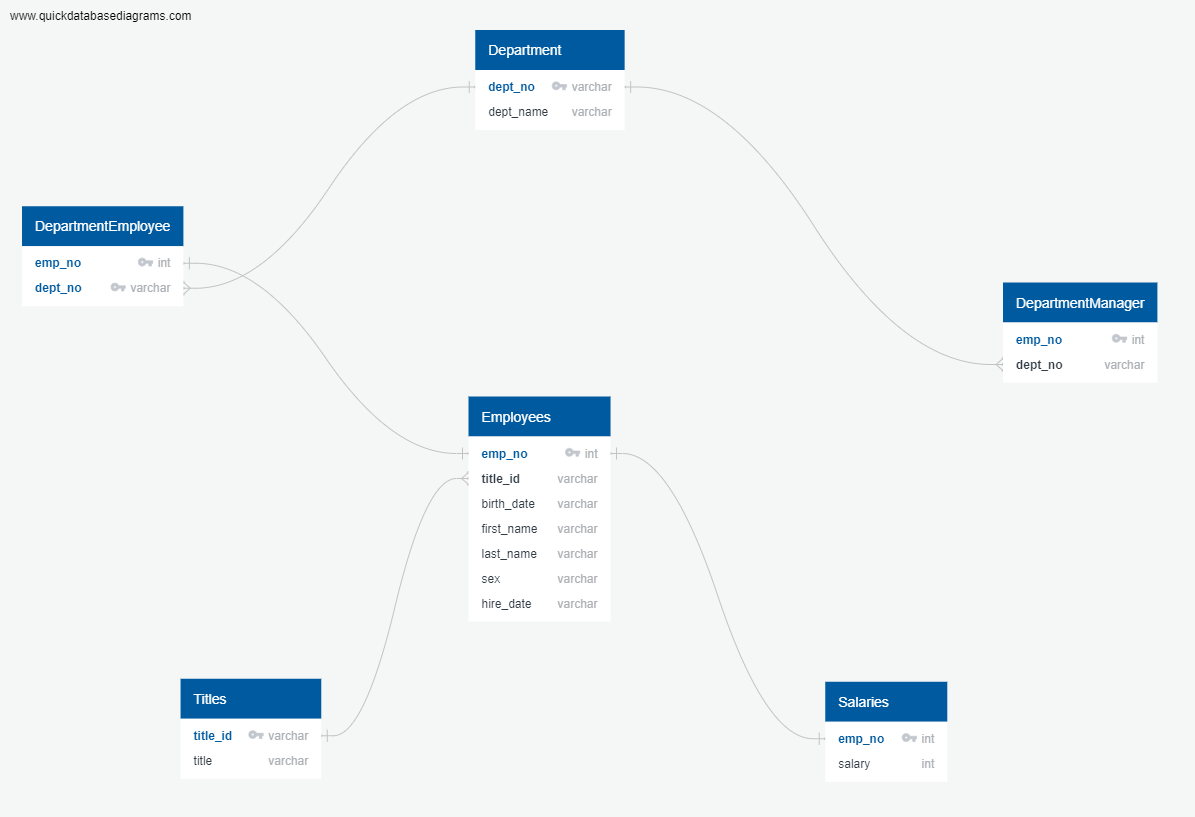 www.quickdatabasediagrams.com
Department
dept_no varchar
dept_name varchar
DepartmentEmployee
emp_no int
dept_no varchar
DepartmentManager
emp_no int
dept_no varchar
Employees
emp_no int
title_id varchar
birth_date varchar
first_name varchar
last_name varchar
sex varchar
hire_date varchar
Titles
title_id varchar
title varchar
Salaries
emp_no int
salary int